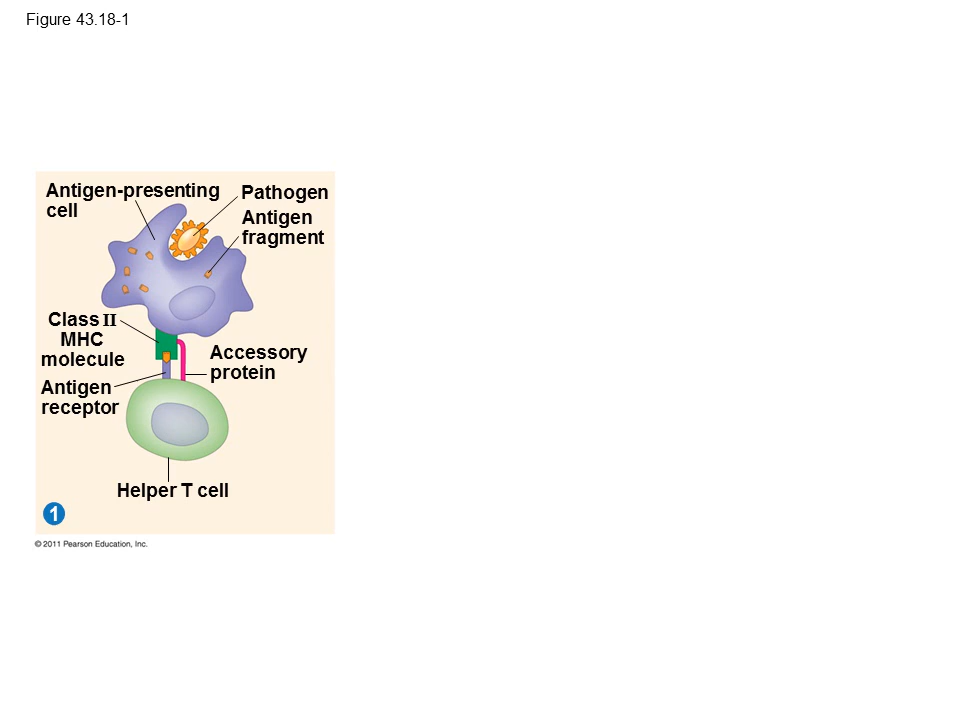 Figure 43.18-1
Antigen-presenting
cell
Pathogen
Antigen
fragment
Class II
MHC
molecule
Accessory
protein
Antigen
receptor
Helper T cell
1
© 2011 Pearson Education, Inc.